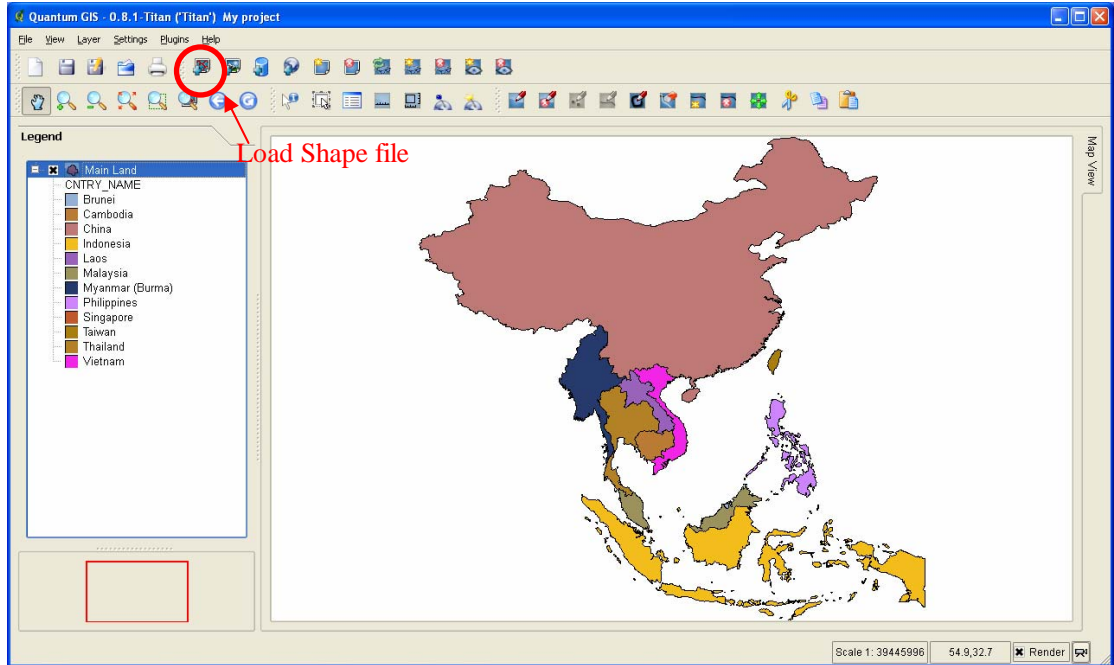 Quantum GIS - 0.8.1-Titan ('Titan') My project
File View Layer Settings Plugins Help
Load Shape file
Legend
Map View
Main Land
CNTRY_NAME
Brunei
Cambodia
China
Indonesia
Laos
Malaysia
Myanmar (Burma)
Philippines
Singapore
Taiwan
Thailand
Vietnam
Scale 1: 39445996 54.9,32.7 Render